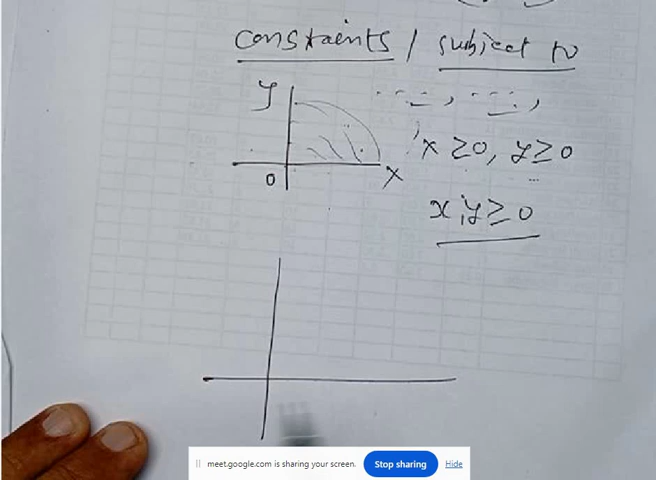 constraints / subject to
y
x ≥0, y ≥0
0
X
x, y ≥ 0
meet.google.com is sharing your screen. Stop sharing Hide